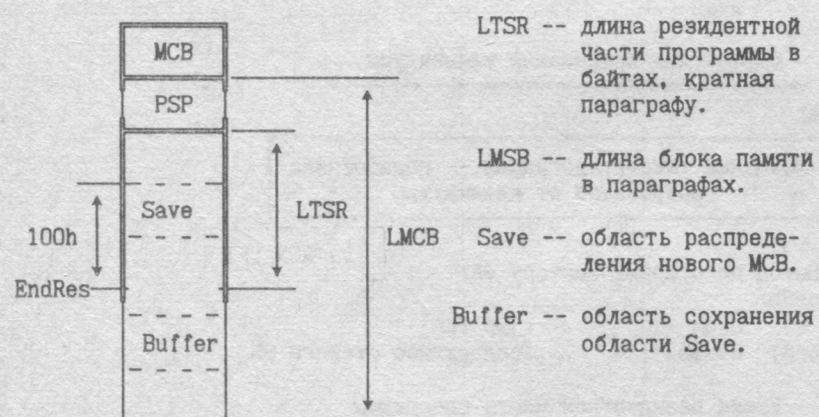 MCB
PSP
Save
100h
EndRes
Buffer
LTSR
LMCB
LTSR -- длина резидентной
части программы в
байтах, кратная
параграфу.
LMSB -- длина блока памяти
в параграфах.
Save -- область распреде-
ления нового MCB.
Buffer -- область сохранения
области Save.